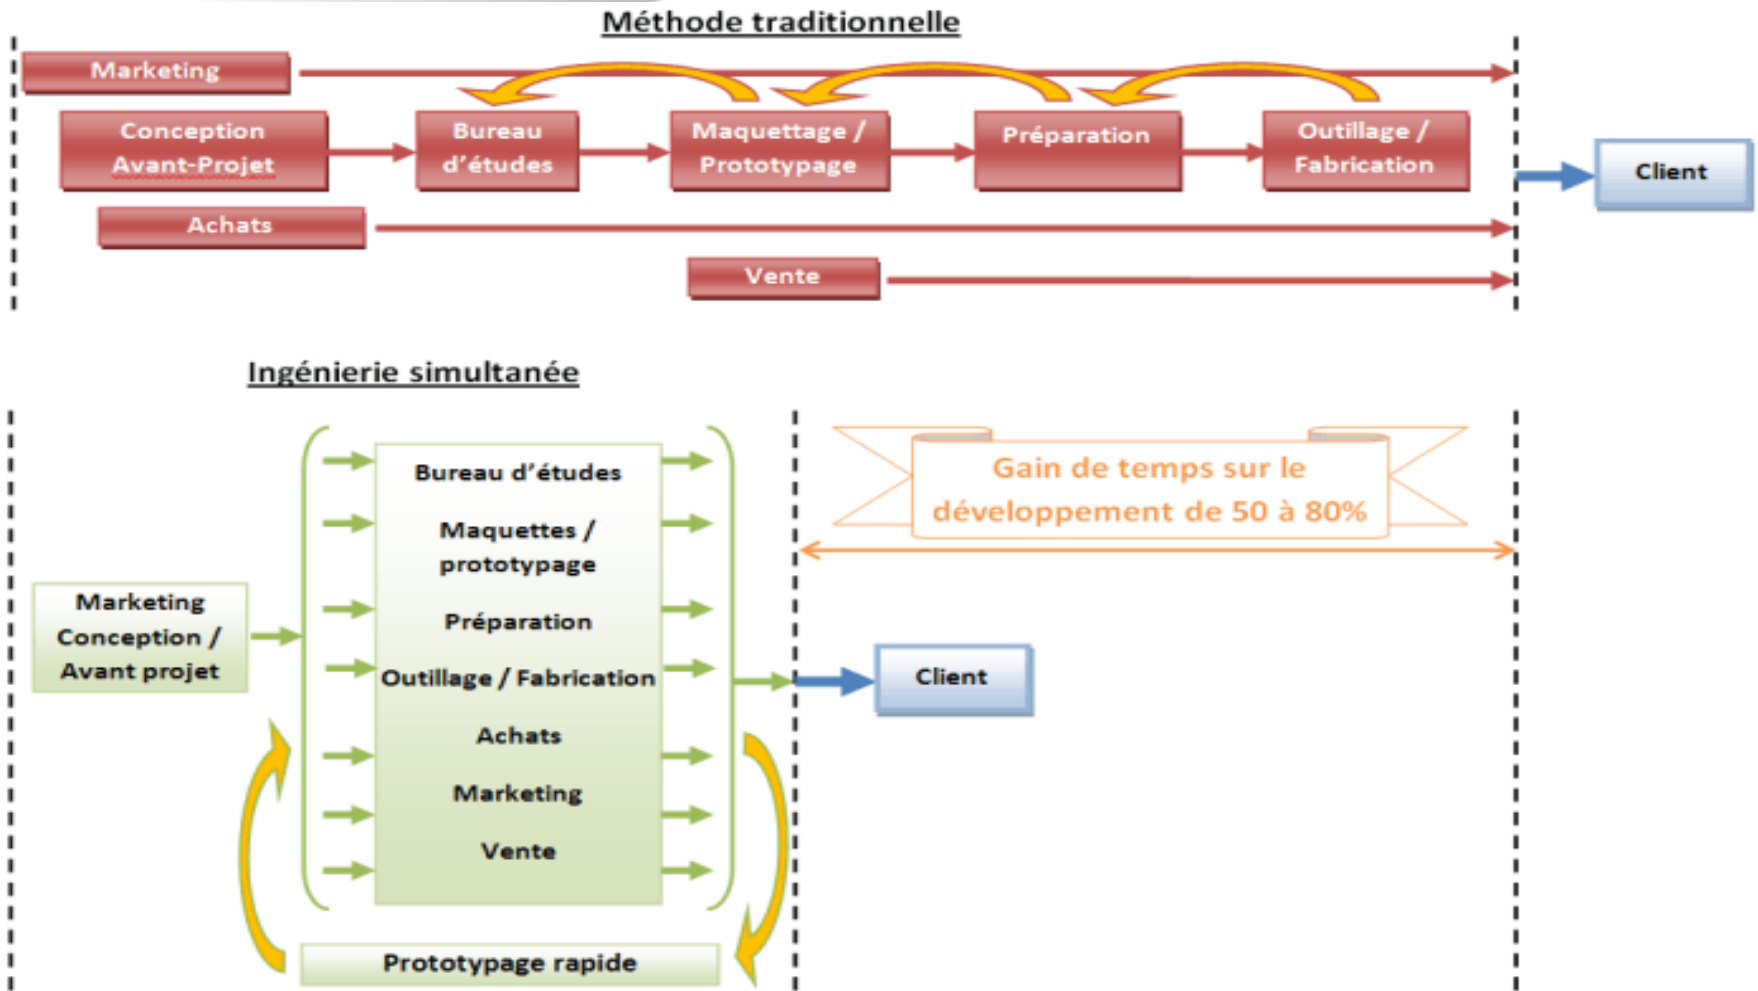 Méthode traditionnelle
Marketing
Conception
Avant-Projet
Bureau
d'études
Maquettage /
Prototypage
Préparation
Outillage /
Fabrication
Client
Achats
Vente
Ingénierie simultanée
Marketing
Conception /
Avant projet
Bureau d'études
Maquettes /
prototypage
Préparation
Outillage / Fabrication
Achats
Marketing
Vente
Prototypage rapide
Client
Gain de temps sur le
développement de 50 à 80%